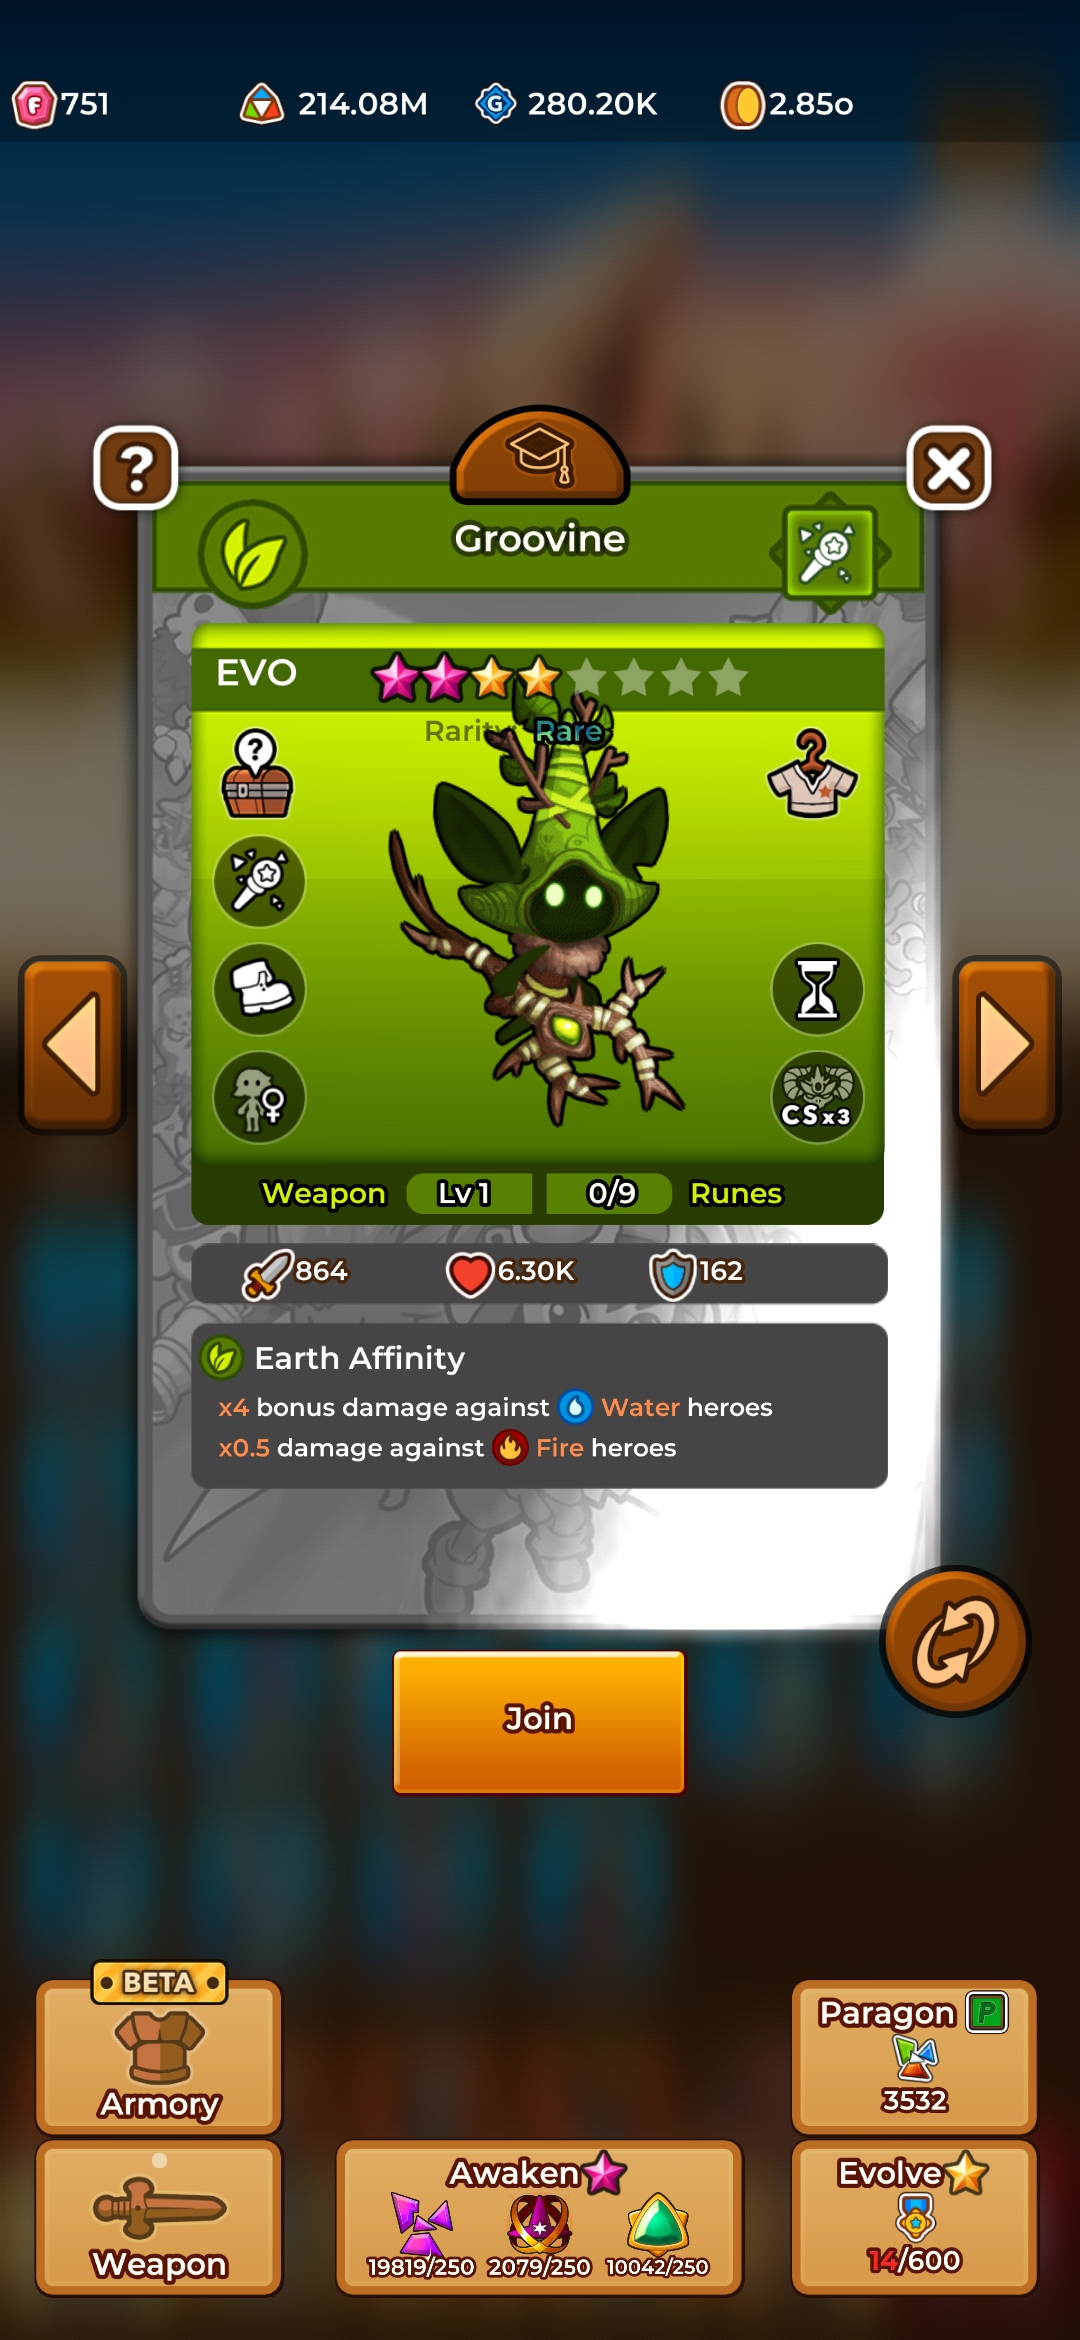 F 751 214.08M G 280.20K 2.85o
?
Groovine
EVO
Rarity: Rare
?
CSx3
Weapon Lv 1 0/9 Runes
864 6.30K 162
Earth Affinity
x4 bonus damage against Water heroes
x0.5 damage against Fire heroes
Join
BETA
Armory
Paragon P
3532
Weapon
Awaken
19819/250 2079/250 10042/250
Evolve
14/600